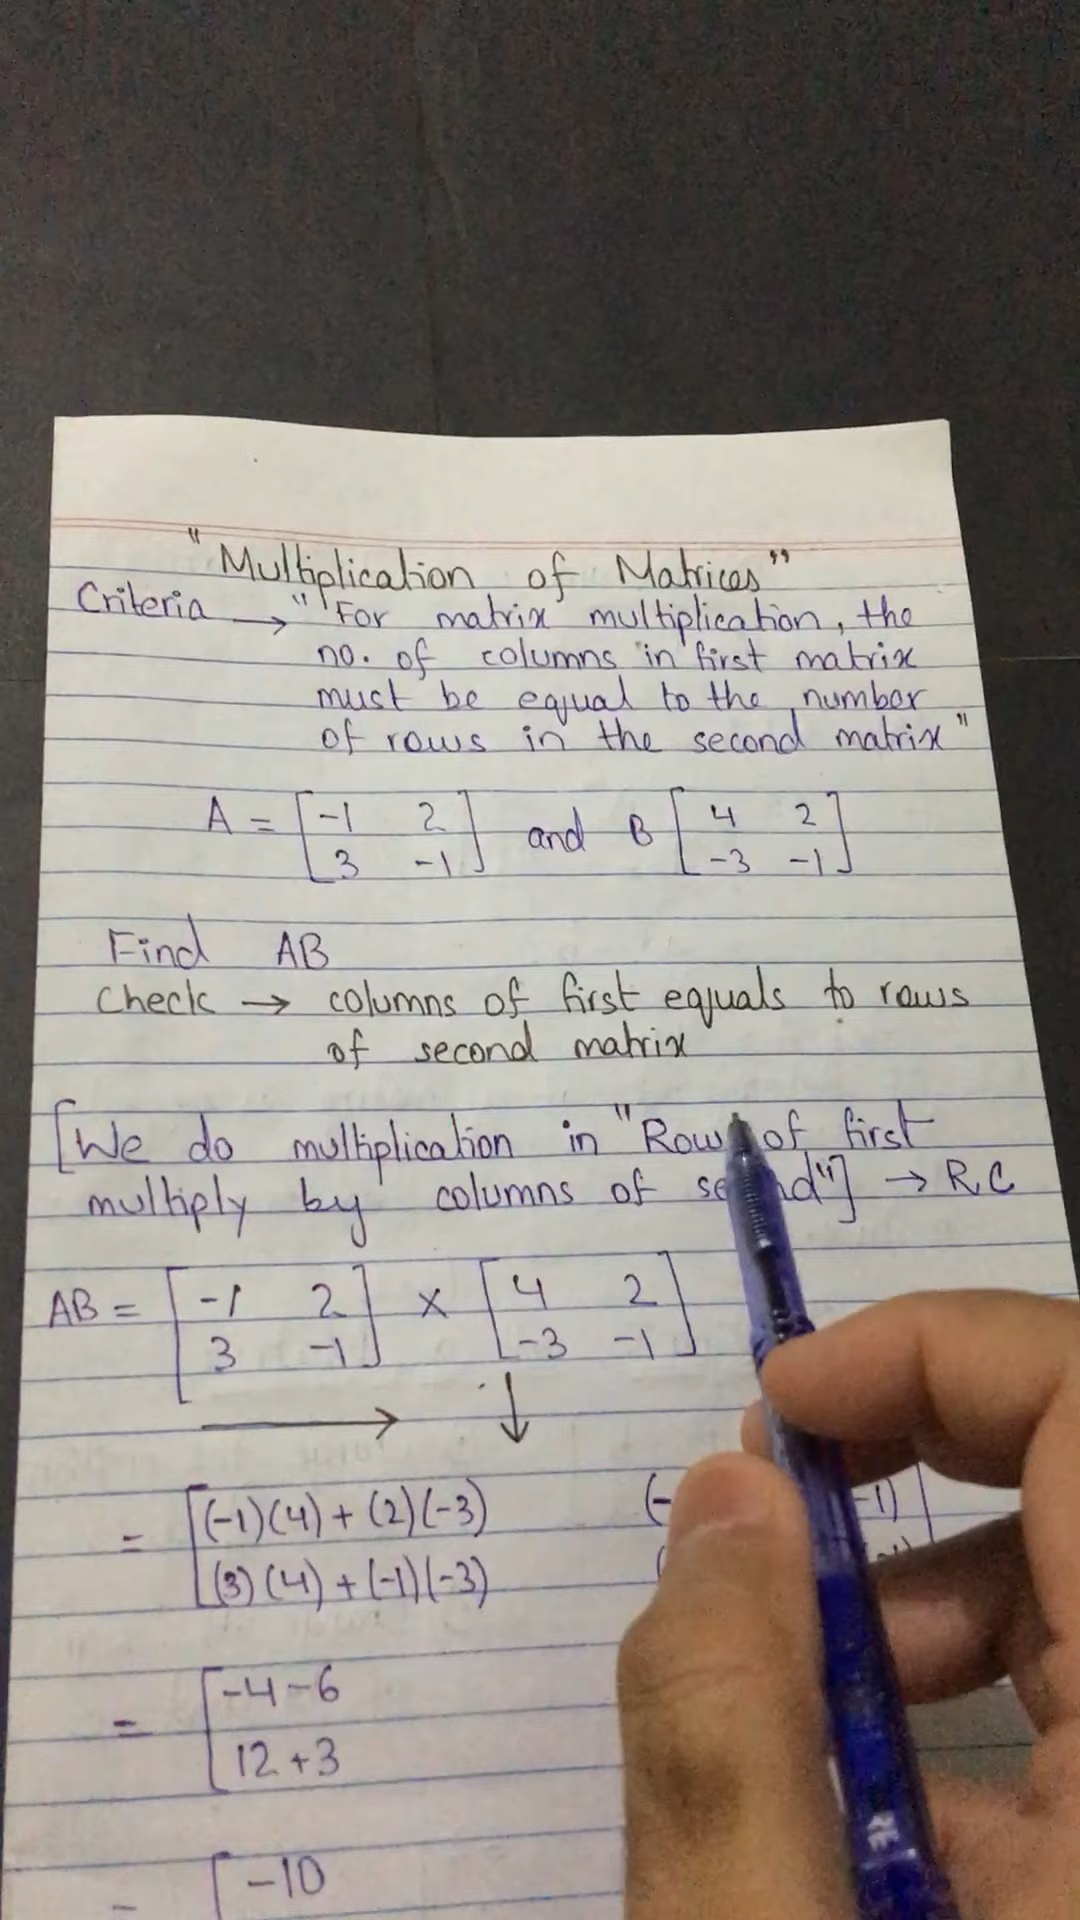 "Multiplication of Matrices"
Criteria → "For matrix multiplication, the
no. of columns in first matrix
must be equal to the number
of rows in the second matrix"
A = [-1 2 and B [4 2
3 -1] -3 -1]
Find AB
Check → columns of first equals to rows
of second matrix
[We do multiplication in "Row of first
multiply by columns of second"] → RC
AB = [-1 2 × [4 2
3 -1] -3 -1]
= [(-1)(4) + (2)(-3) (- -1)
(3)(4) + (-1)(-3)
= [-4-6
12+3
= [-10
RE